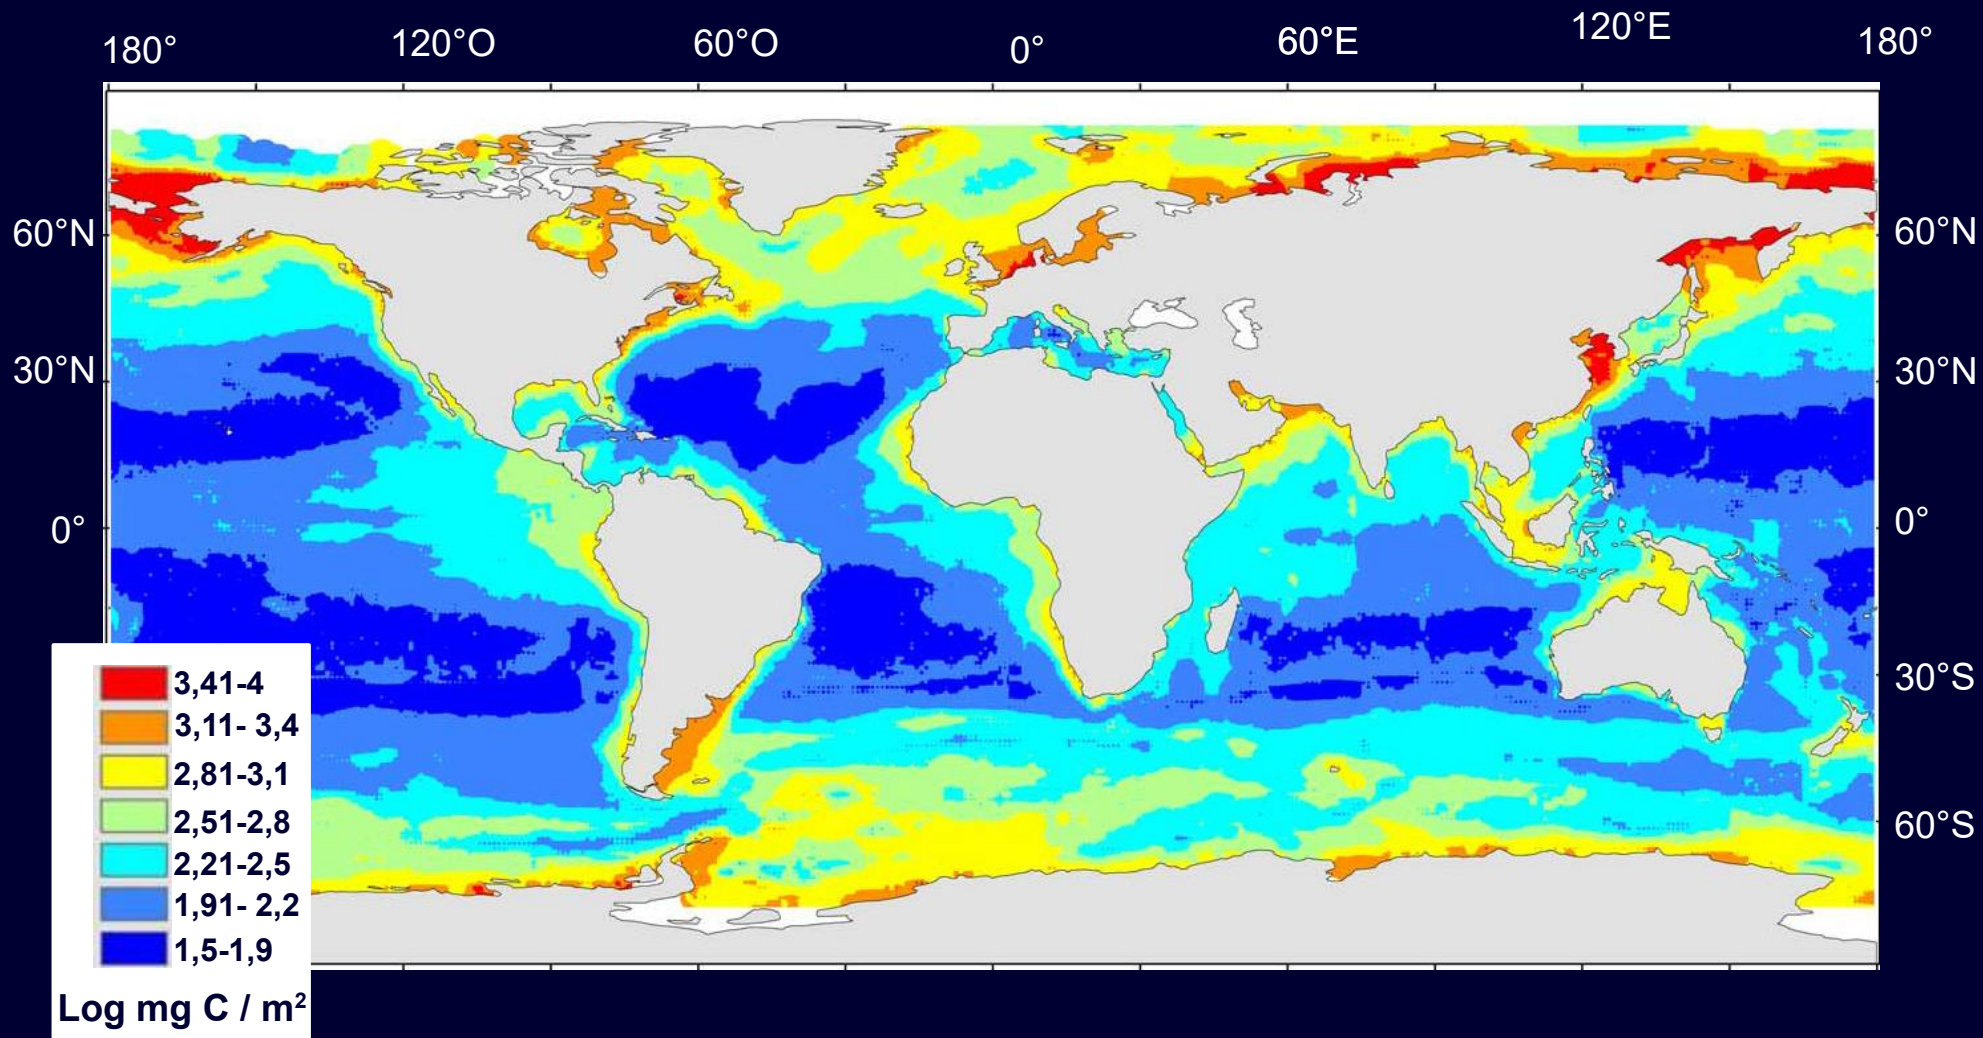 180° 120°O 60°O 0° 60°E 120°E 180°
60°N 60°N
30°N 30°N
0° 0°
30°S
60°S
3,41-4
3,11- 3,4
2,81-3,1
2,51-2,8
2,21-2,5
1,91- 2,2
1,5-1,9
Log mg C / m²